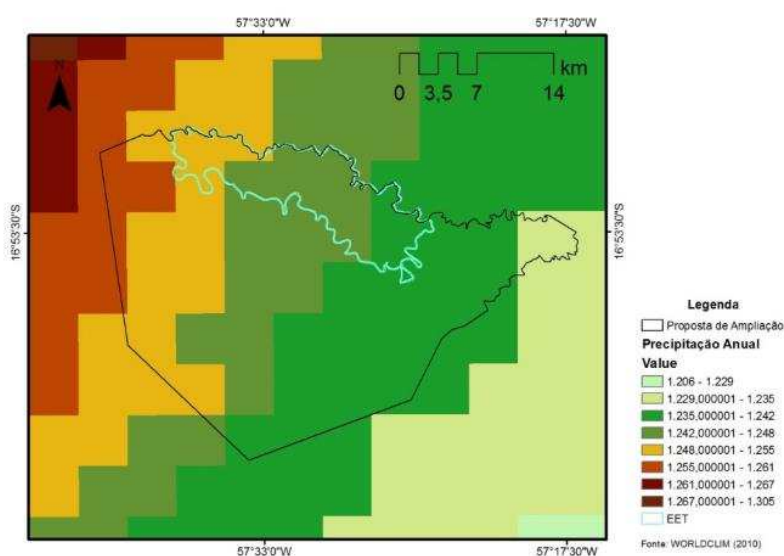 57°33'0"W
57°17'30"W
N
km
0 3,5 7 14
16°53'30"S
16°53'30"S
57°33'0"W
57°17'30"W
Legenda
Proposta de Ampliação
Precipitação Anual
Value
1.206 - 1.229
1.229,000001 - 1.235
1.235,000001 - 1.242
1.242,000001 - 1.248
1.248,000001 - 1.255
1.255,000001 - 1.261
1.261,000001 - 1.267
1.267,000001 - 1.305
EET
Fonte: WORLDCLIM (2010)